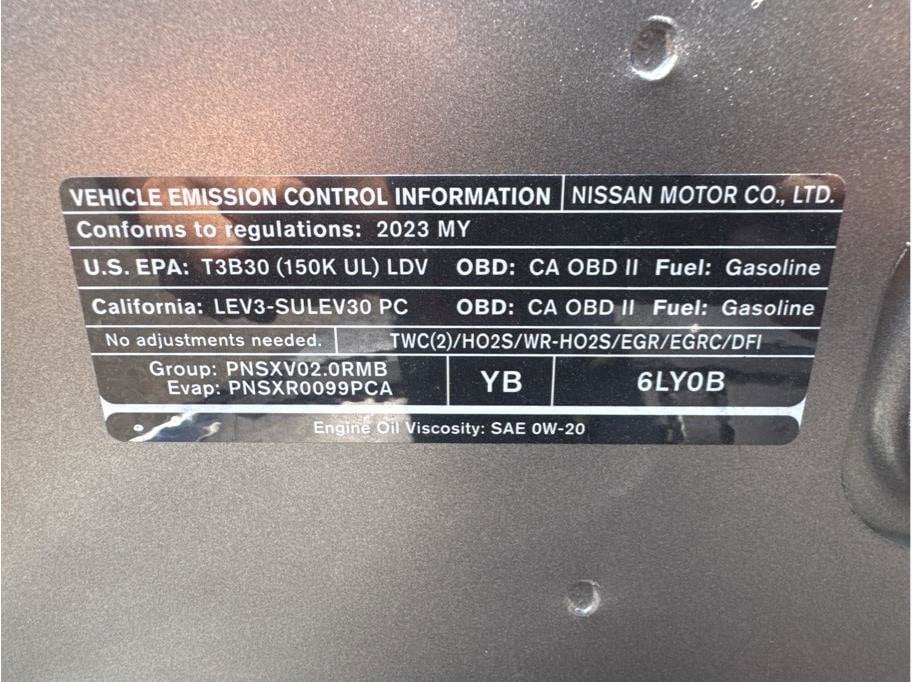 VEHICLE EMISSION CONTROL INFORMATION NISSAN MOTOR CO., LTD.
Conforms to regulations: 2023 MY
U.S. EPA: T3B30 (150K UL) LDV OBD: CA OBD II Fuel: Gasoline
California: LEV3-SULEV30 PC OBD: CA OBD II Fuel: Gasoline
No adjustments needed. TWC(2)/HO2S/WR-HO2S/EGR/EGRC/DFI
Group: PNSXV02.0RMB
Evap: PNSXR0099PCA
YB
6LY0B
Engine Oil Viscosity: SAE 0W-20